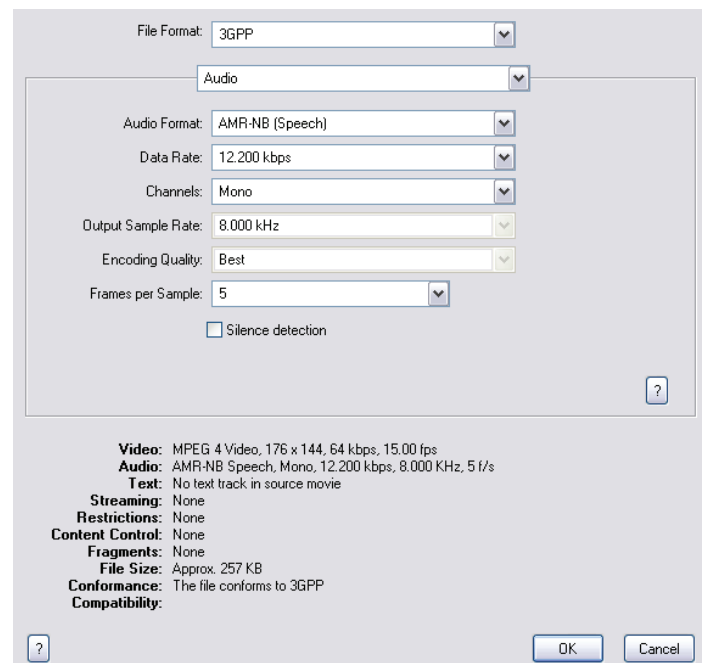 File Format: 3GPP
Audio
Audio Format: AMR-NB (Speech)
Data Rate: 12.200 kbps
Channels: Mono
Output Sample Rate: 8.000 kHz
Encoding Quality: Best
Frames per Sample: 5
Silence detection
?
Video: MPEG 4 Video, 176 x 144, 64 kbps, 15.00 fps
Audio: AMR-NB Speech, Mono, 12.200 kbps, 8.000 KHz, 5 f/s
Text: No text track in source movie
Streaming: None
Restrictions: None
Content Control: None
Fragments: None
File Size: Approx. 257 KB
Conformance: The file conforms to 3GPP
Compatibility:
? OK Cancel